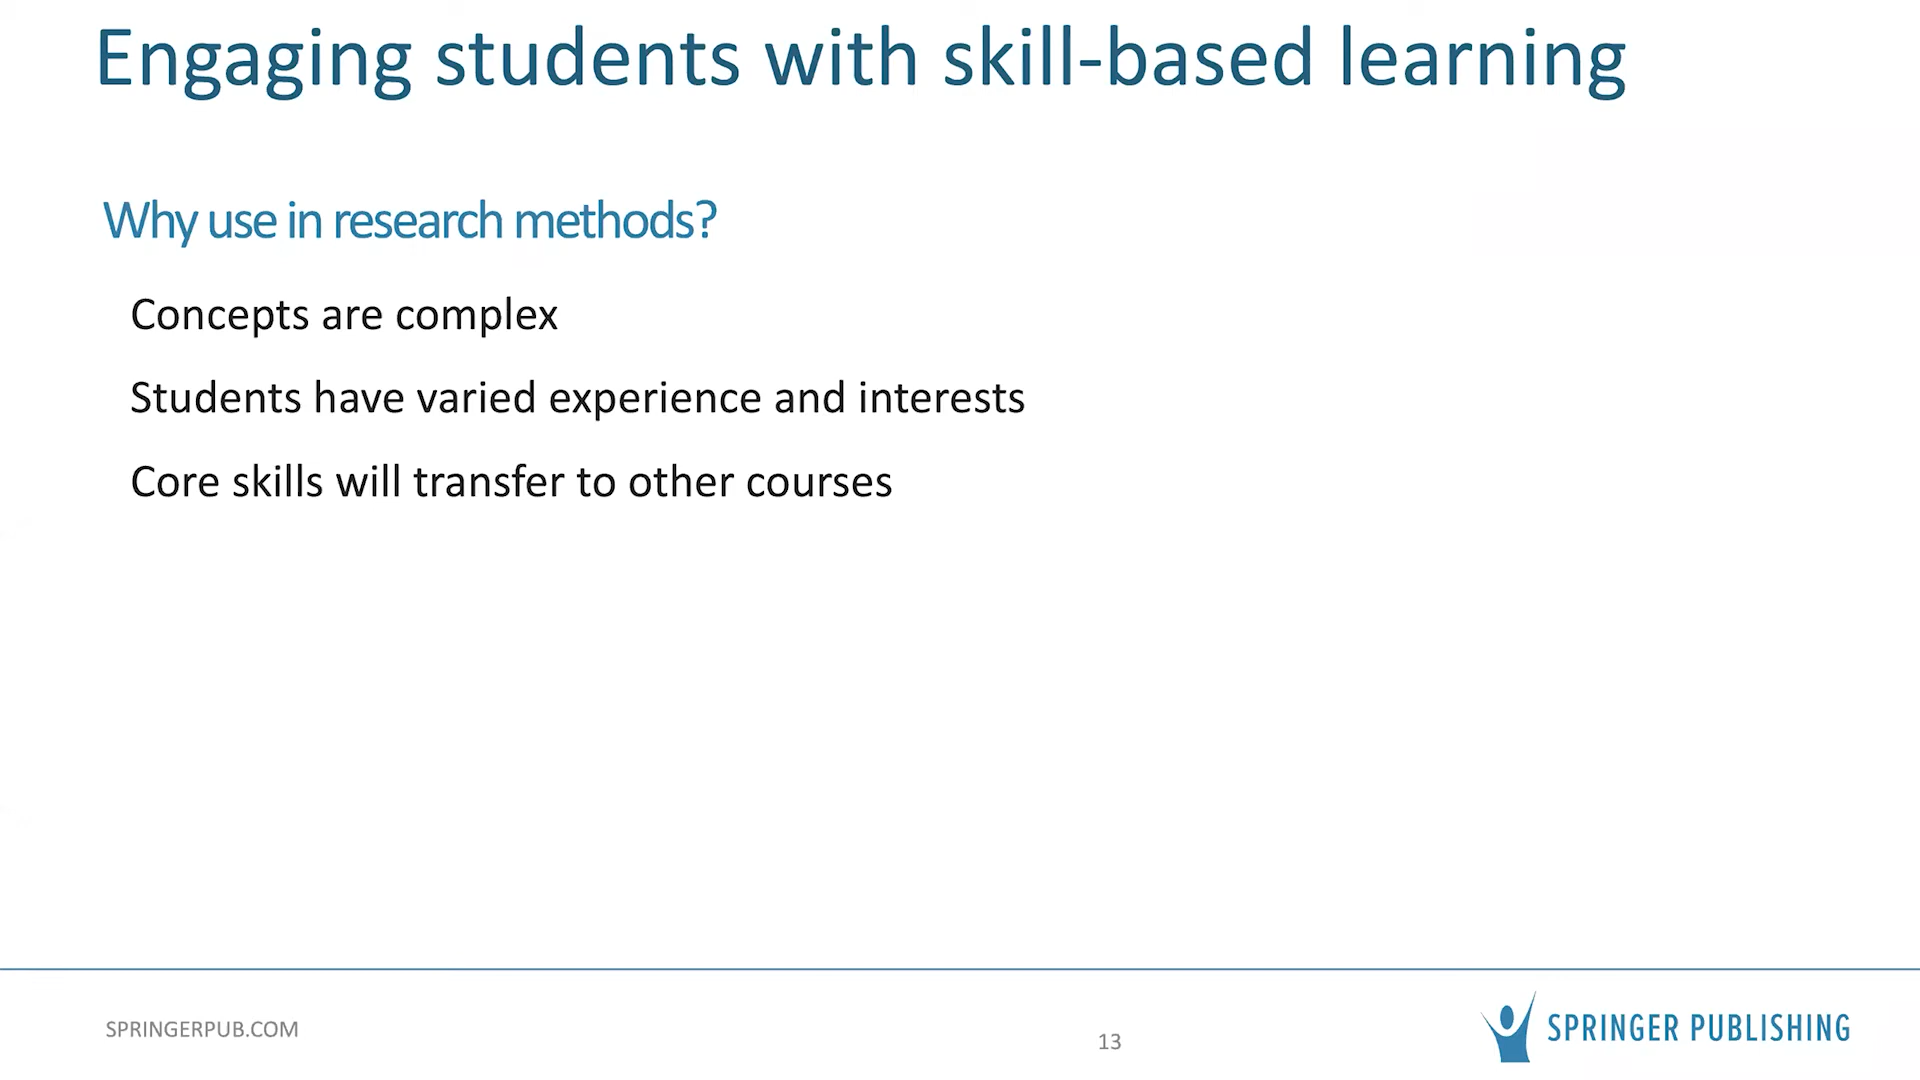 Engaging students with skill-based learning
Why use in research methods?
Concepts are complex
Students have varied experience and interests
Core skills will transfer to other courses
SPRINGERPUB.COM
13
SPRINGER PUBLISHING